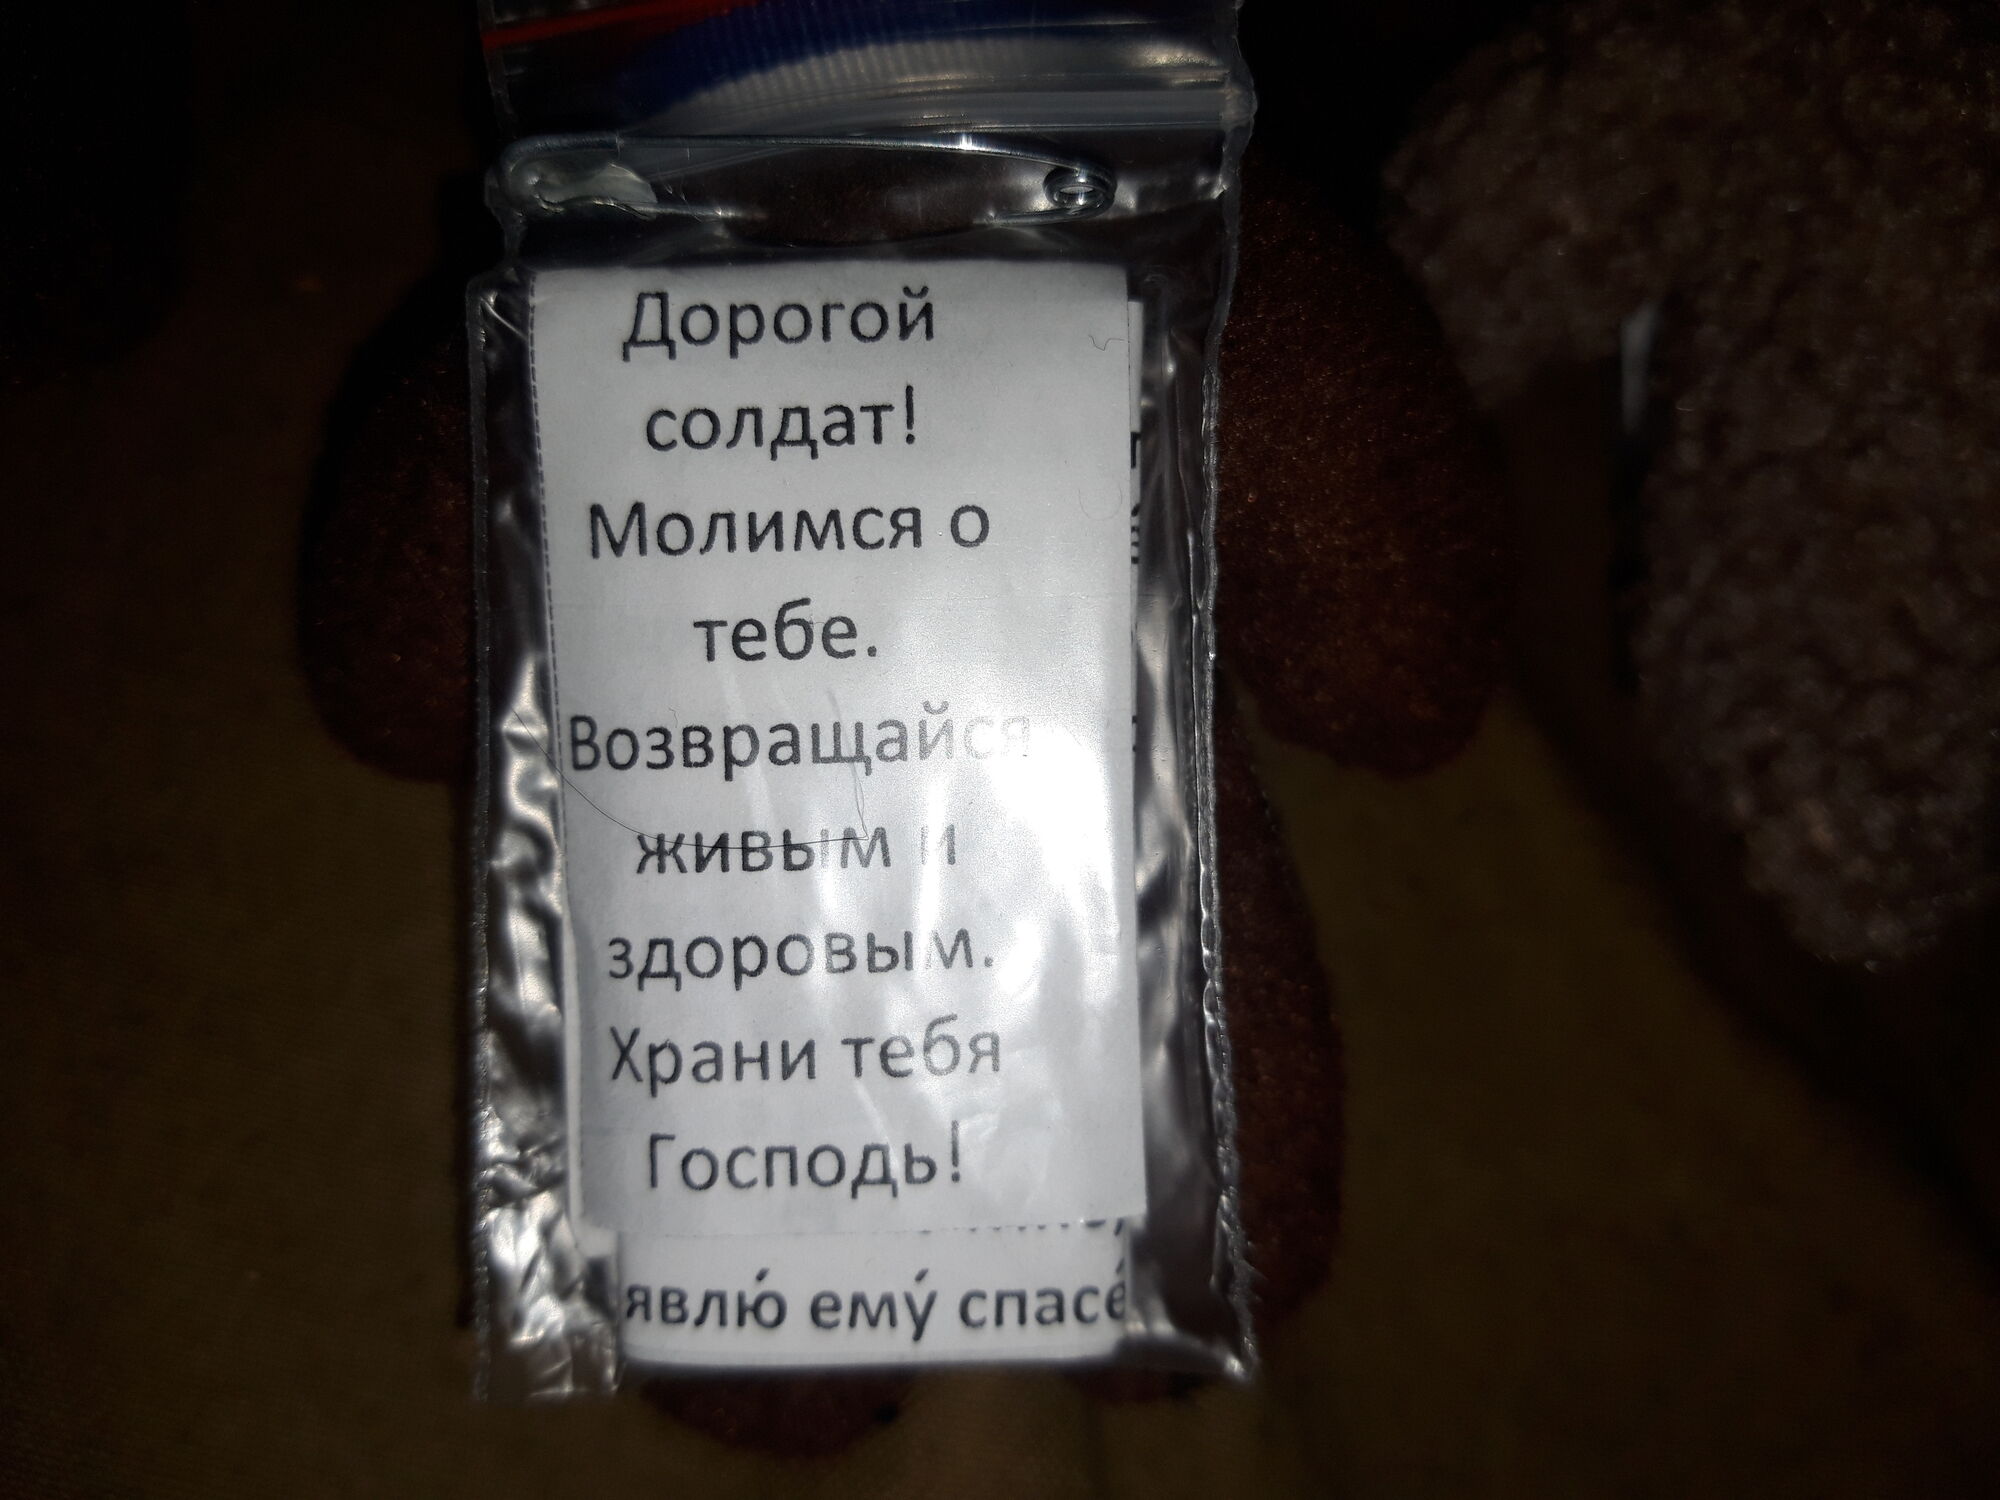 Дорогой
солдат!
Молимся о
тебе.
Возвращайся
живым и
здоровым.
Храни тебя
Господь!
явлю́ ему́ спасе́